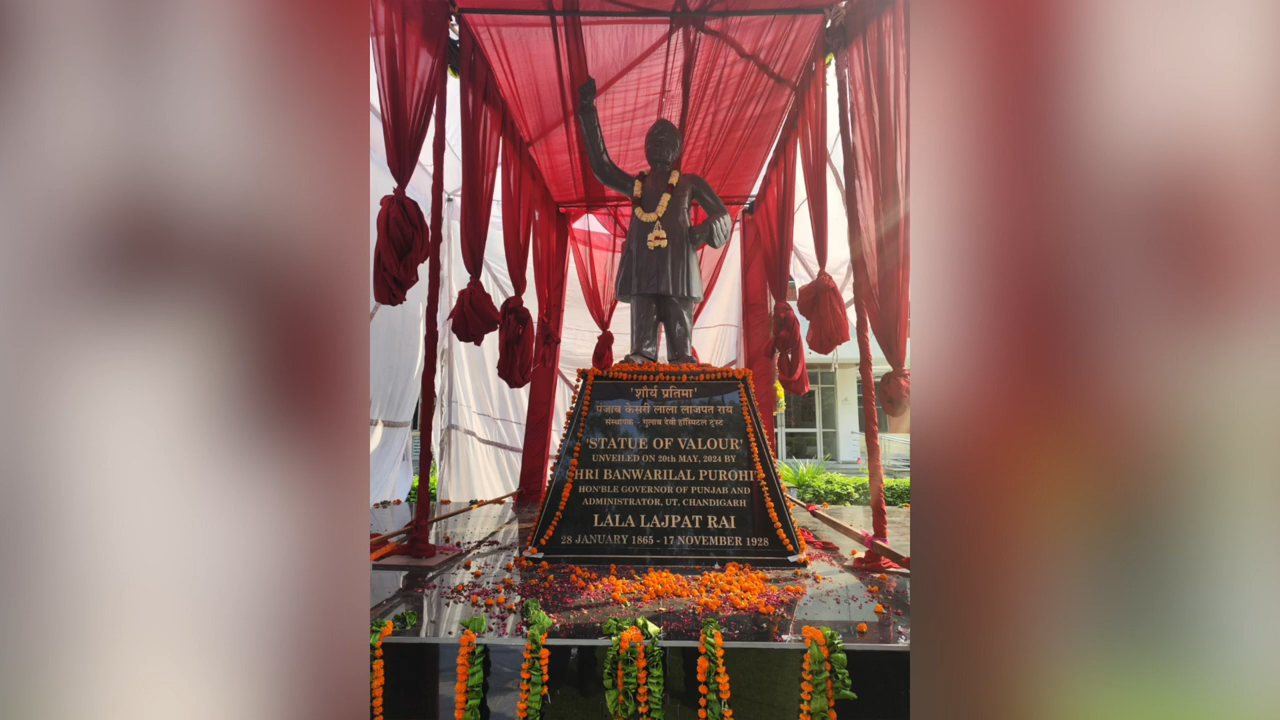 'शौर्य प्रतिमा'
पंजाब केसरी लाला लाजपत राय
संस्थापक - गुलाब देवी हॉस्पिटल ट्रस्ट
'STATUE OF VALOUR'
UNVEILED ON 20th MAY, 2024 BY
SHRI BANWARILAL PUROHIT
HON'BLE GOVERNOR OF PUNJAB AND
ADMINISTRATOR, UT, CHANDIGARH
LALA LAJPAT RAI
28 JANUARY 1865 - 17 NOVEMBER 1928